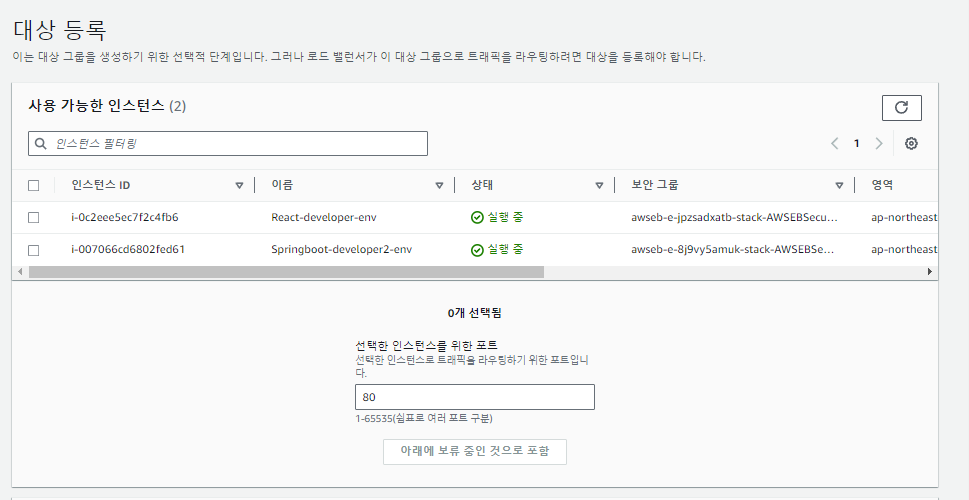 대상 등록
이는 대상 그룹을 생성하기 위한 선택적 단계입니다. 그러나 로드 밸런서가 이 대상 그룹으로 트래픽을 라우팅하려면 대상을 등록해야 합니다.
사용 가능한 인스턴스 (2)
인스턴스 필터링
1
인스턴스 ID 이름 상태 보안 그룹 영역
i-0c2eee5ec7f2c4fb6 React-developer-env 실행 중 awseb-e-jpzsadxatb-stack-AWSEBSecu... ap-northeast
i-007066cd6802fed61 Springboot-developer2-env 실행 중 awseb-e-8j9vy5amuk-stack-AWSEBSe... ap-northeast
0개 선택됨
선택한 인스턴스를 위한 포트
선택한 인스턴스로 트래픽을 라우팅하기 위한 포트입니
다.
80
1-65535(쉼표로 여러 포트 구분)
아래에 보류 중인 것으로 포함